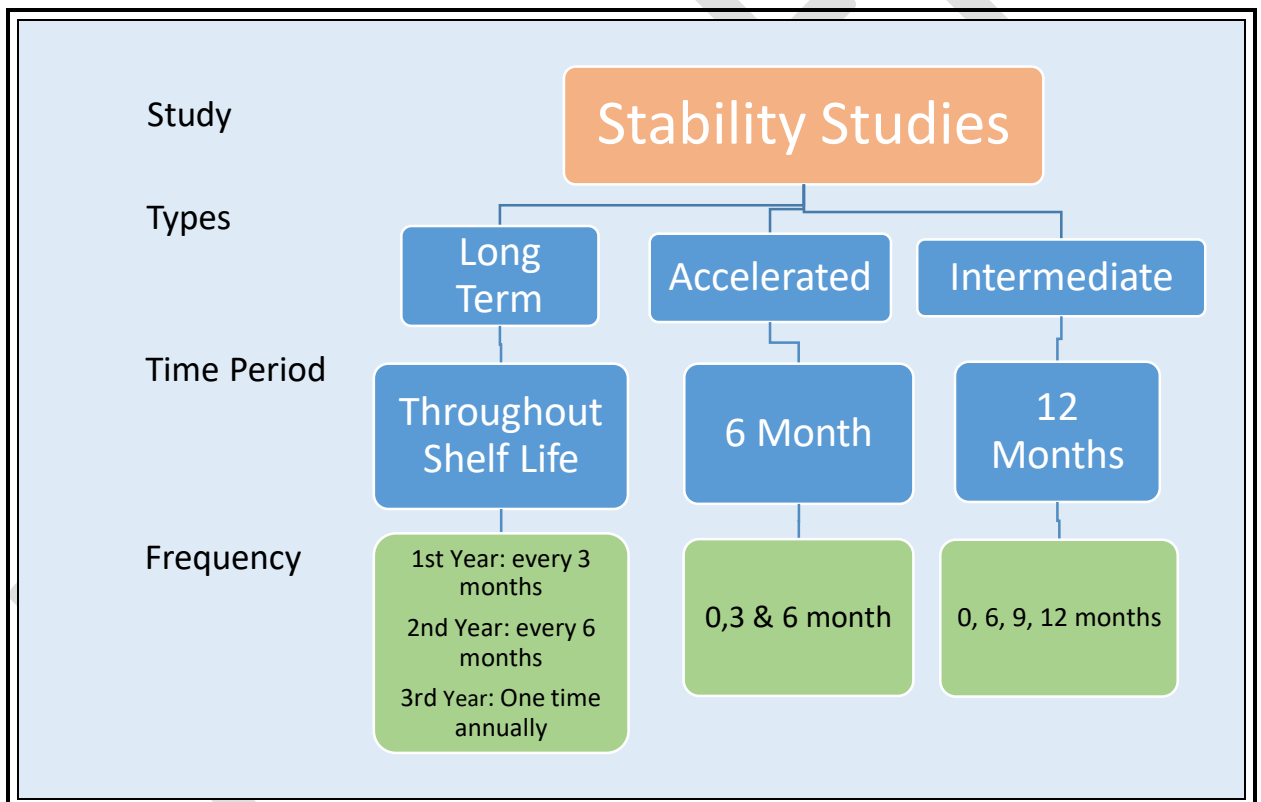 Study
Stability Studies
Types
Long
Term
Accelerated
Intermediate
Time Period
Throughout
Shelf Life
6 Month
12
Months
Frequency
1st Year: every 3
months
2nd Year: every 6
months
3rd Year: One time
annually
0,3 & 6 month
0, 6, 9, 12 months